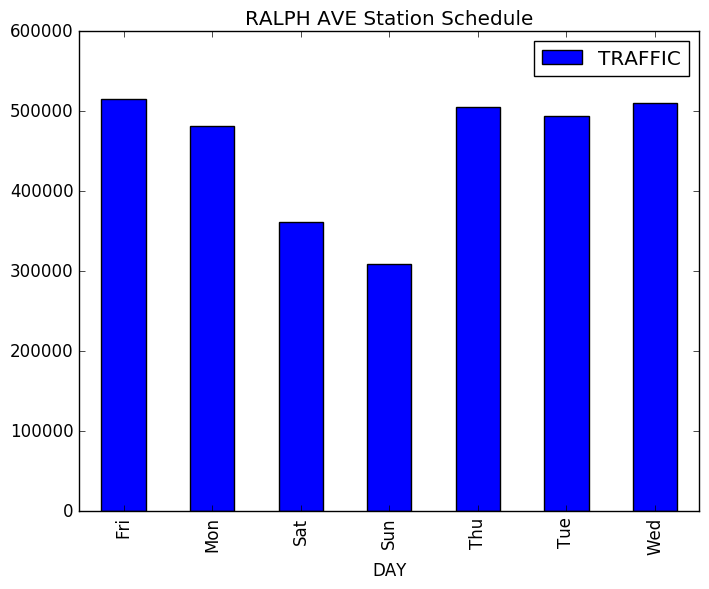 RALPH AVE Station Schedule
TRAFFIC
600000
500000
400000
300000
200000
100000
0
Fri Mon Sat Sun Thu Tue Wed
DAY